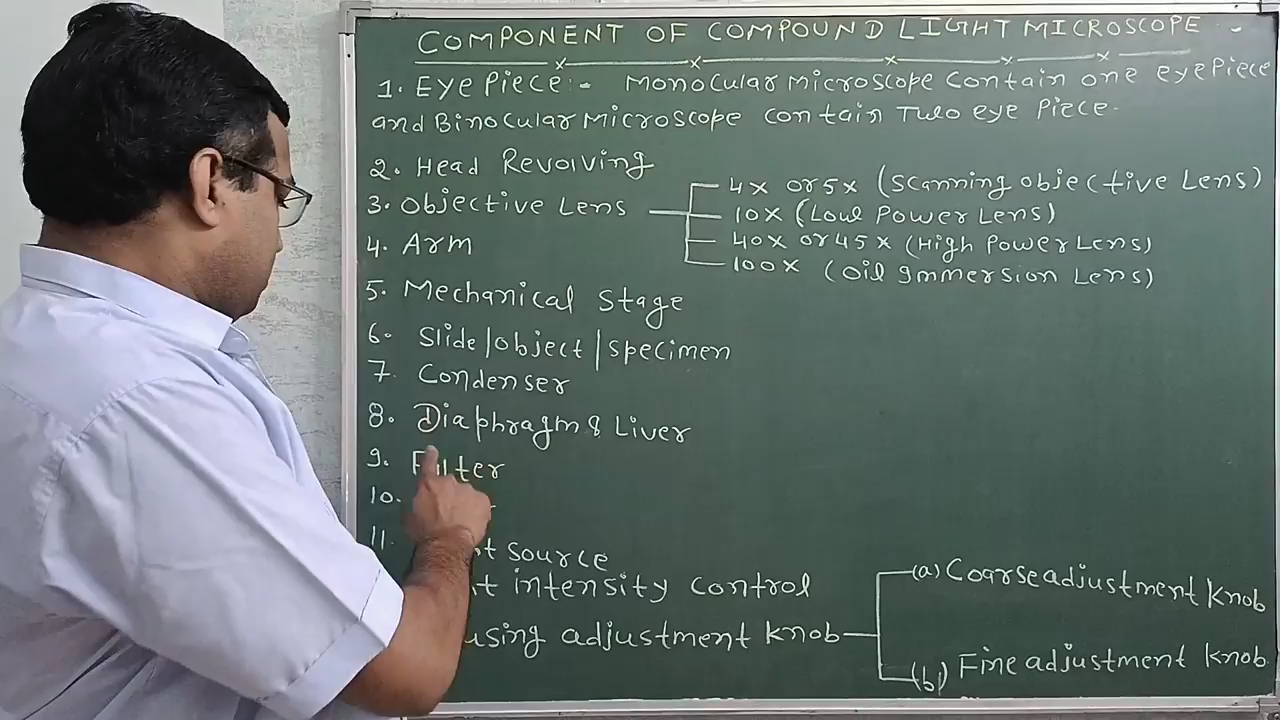 COMPONENT OF COMPOUND LIGHT MICROSCOPE :-
1. Eye Piece :- Monocular Microscope contain one eye Piece
and Binocular Microscope contain Two eye Piece.
2. Head Revolving
3. Objective Lens
4x or 5x (Scanning objective Lens)
10x (Low Power Lens)
40x or 45x (High Power Lens)
100x (Oil Immersion Lens)
4. Arm
5. Mechanical Stage
6. Slide/object/specimen
7. Condenser
8. Diaphragm & Liver
9. Filter
10.
11. source
intensity control
adjustment knob
(a) Coarse adjustment knob
(b) Fine adjustment knob